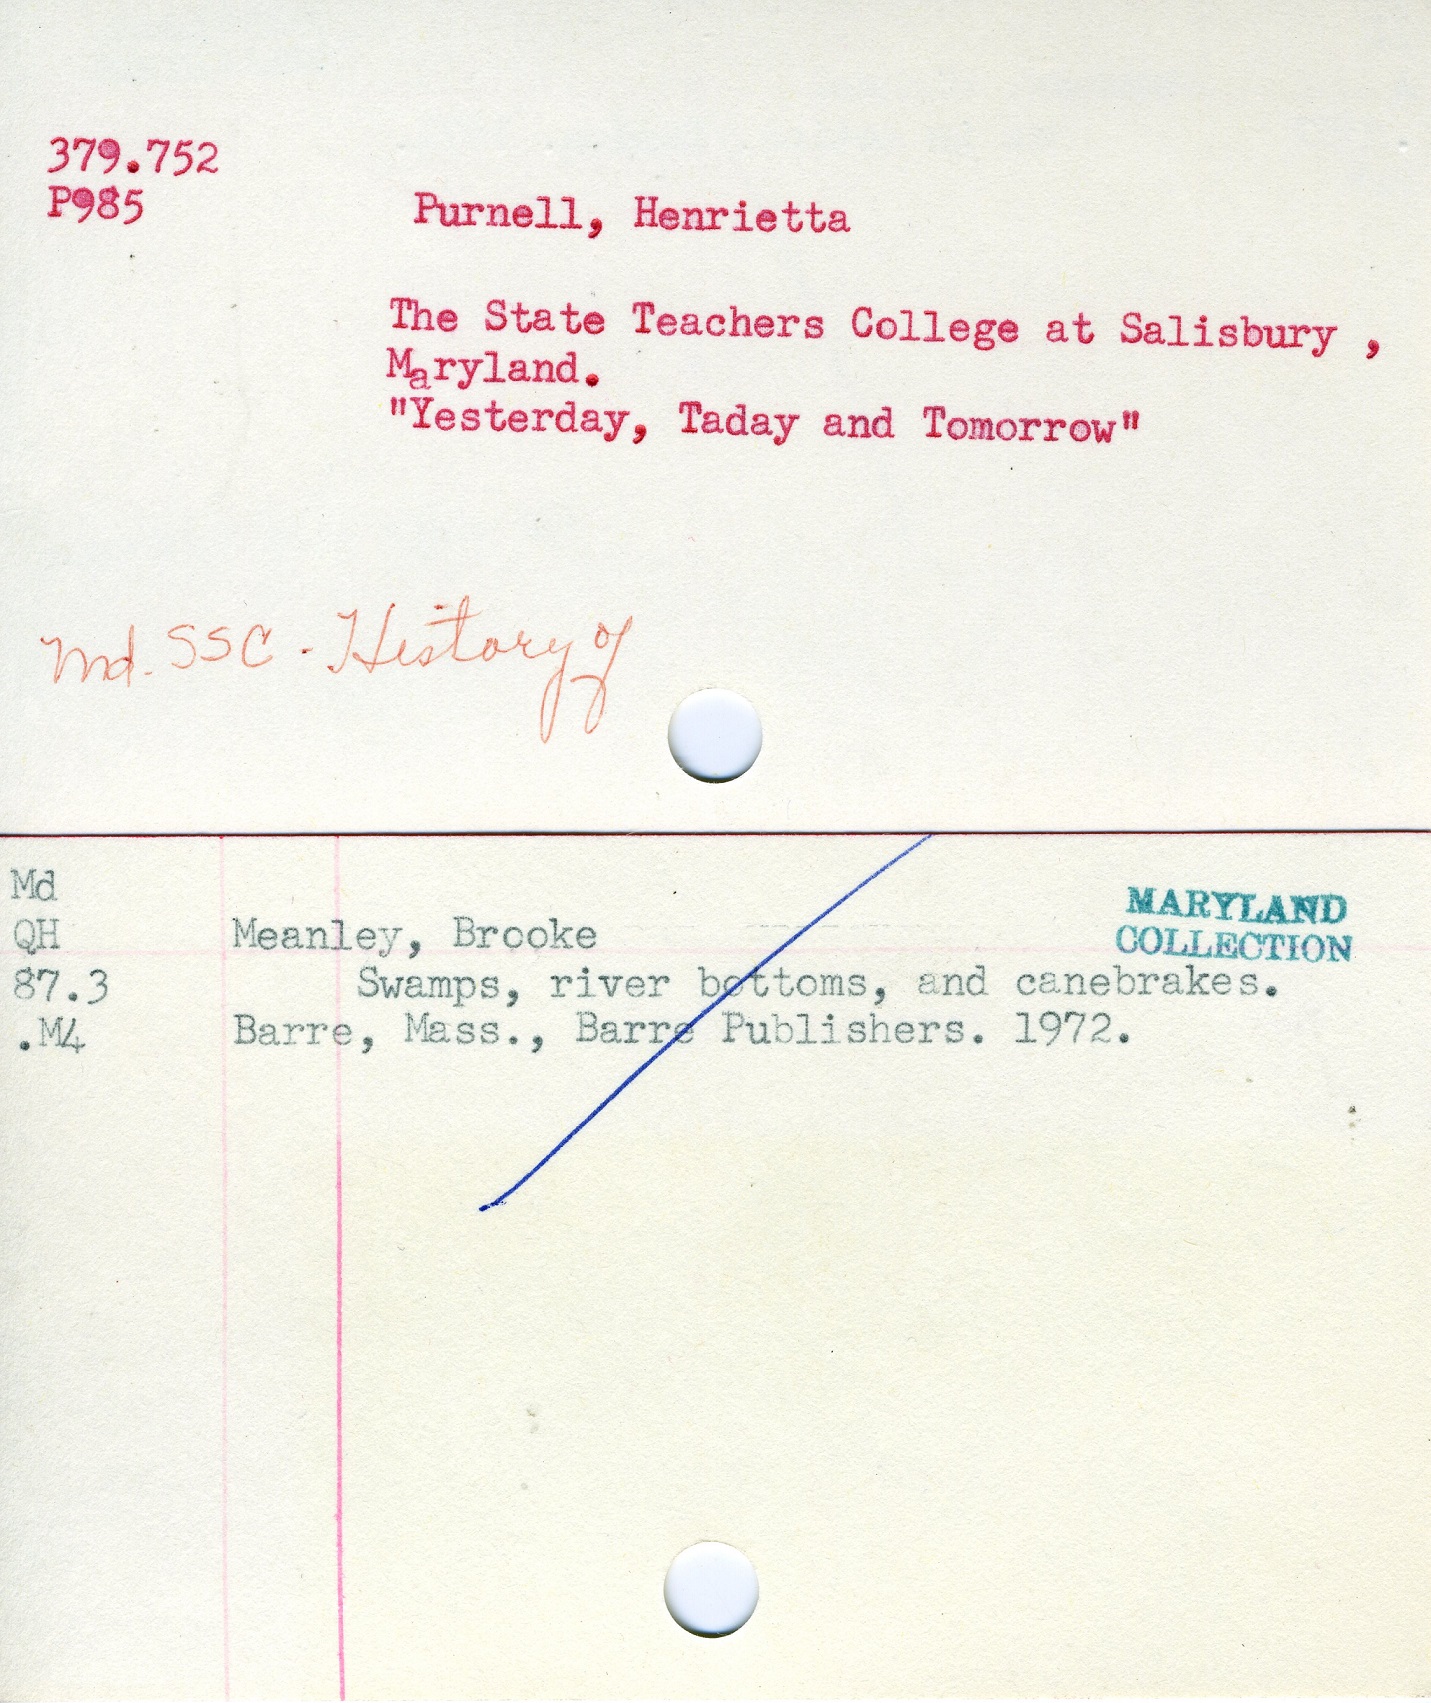 379.752
P985
Purnell, Henrietta
The State Teachers College at Salisbury ,
Maryland.
"Yesterday, Taday and Tomorrow"
Md. SSC - History of
Md
MARYLAND
QH Meanley, Brooke
COLLECTION
87.3 Swamps, river bottoms, and canebrakes.
.M4 Barre, Mass., Barre Publishers. 1972.